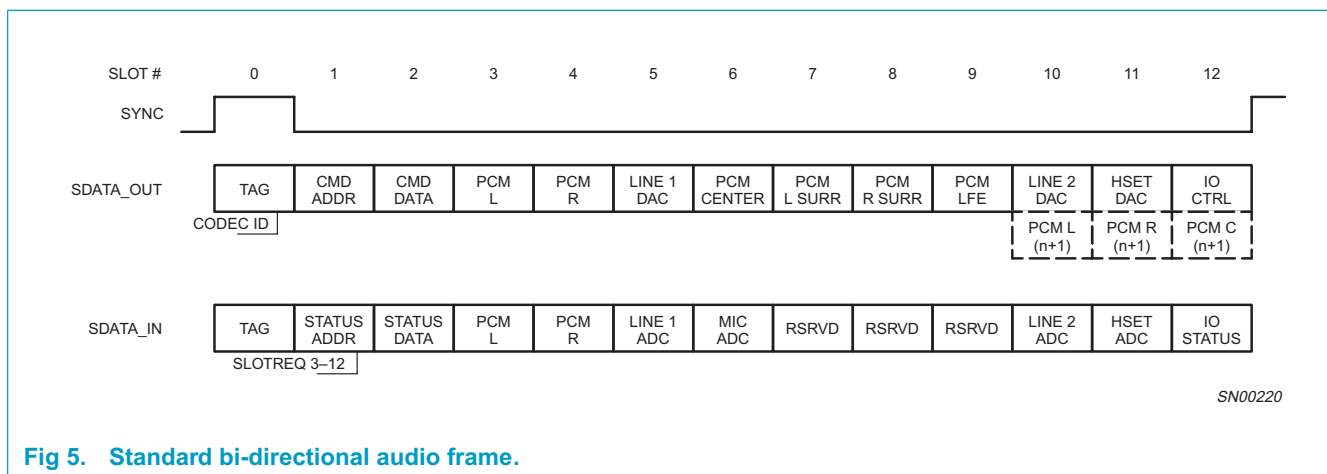 SLOT # 0 1 2 3 4 5 6 7 8 9 10 11 12
SYNC
SDATA_OUT TAG CMD ADDR CMD DATA PCM L PCM R LINE 1 DAC PCM CENTER PCM L SURR PCM R SURR PCM LFE LINE 2 DAC HSET DAC IO CTRL
CODEC ID PCM L (n+1) PCM R (n+1) PCM C (n+1)
SDATA_IN TAG STATUS ADDR STATUS DATA PCM L PCM R LINE 1 ADC MIC ADC RSRVD RSRVD RSRVD LINE 2 ADC HSET ADC IO STATUS
SLOTREQ 3–12
SN00220
Fig 5. Standard bi-directional audio frame.